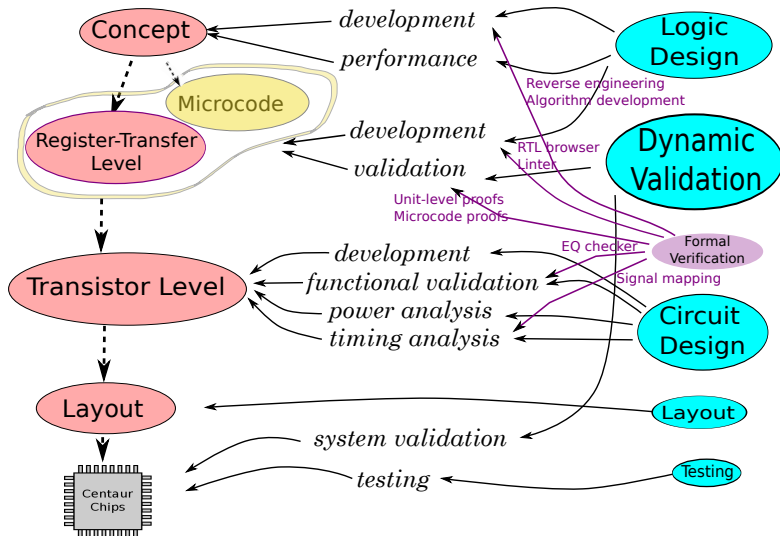 Concept
development
performance
Logic
Design
Reverse engineering
Algorithm development
Microcode
Register-Transfer
Level
development
validation
RTL browser
Linter
Dynamic
Validation
Unit-level proofs
Microcode proofs
Formal
Verification
EQ checker
Signal mapping
Transistor Level
development
functional validation
power analysis
timing analysis
Circuit
Design
Layout
Layout
system validation
testing
Testing
Centaur
Chips